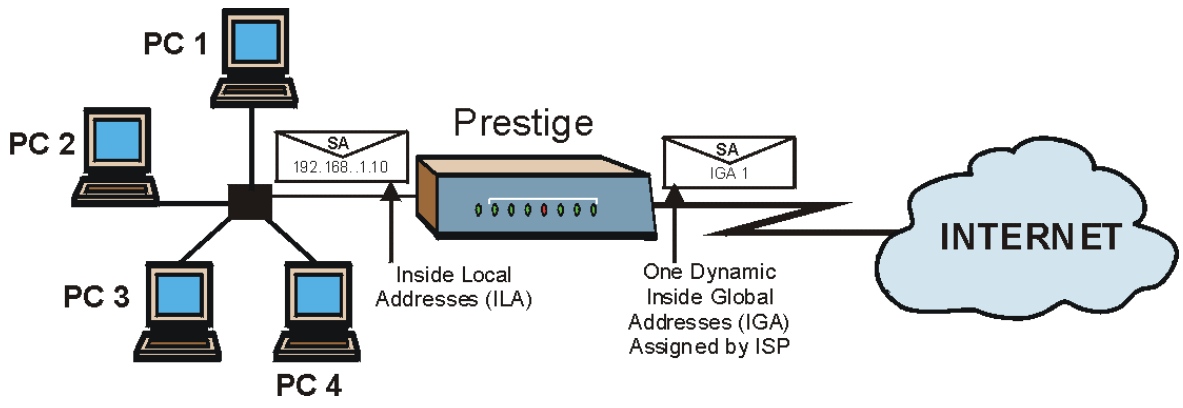 PC 1
PC 2
PC 3
PC 4
SA
192.168..1.10
Prestige
SA
IGA 1
INTERNET
Inside Local
Addresses (ILA)
One Dynamic
Inside Global
Addresses (IGA)
Assigned by ISP